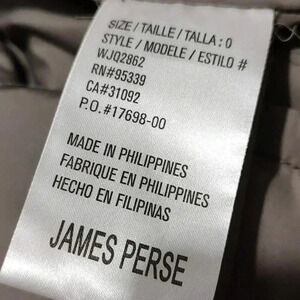 SIZE / TAILLE / TALLA : 0
STYLE / MODELE / ESTILO #
WJQ2862
RN#95339
CA#31092
P.O.#17698-00
MADE IN PHILIPPINES
FABRIQUE EN PHILIPPINES
HECHO EN FILIPINAS
JAMES PERSE